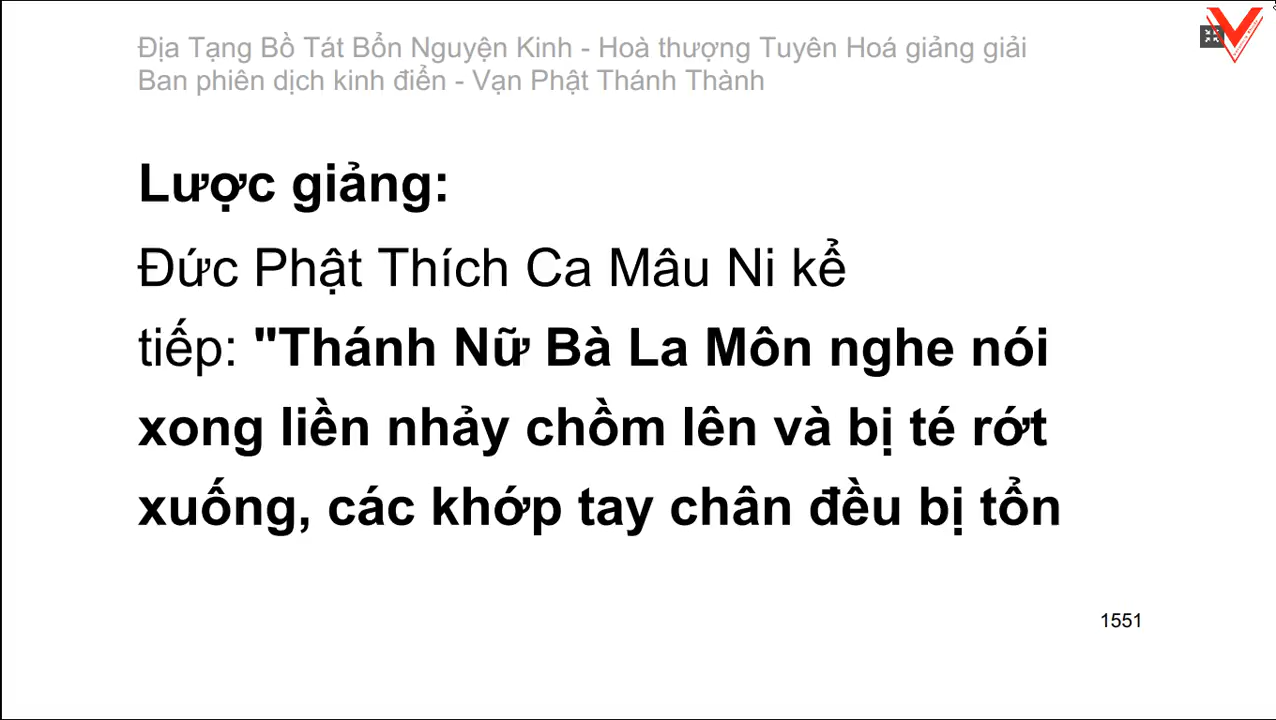 Địa Tạng Bồ Tát Bổn Nguyện Kinh - Hoà thượng Tuyên Hoá giảng giải
Ban phiên dịch kinh điển - Vạn Phật Thánh Thành
Lược giảng:
Đức Phật Thích Ca Mâu Ni kể
tiếp: "Thánh Nữ Bà La Môn nghe nói
xong liền nhảy chồm lên và bị té rớt
xuống, các khớp tay chân đều bị tổn
1551